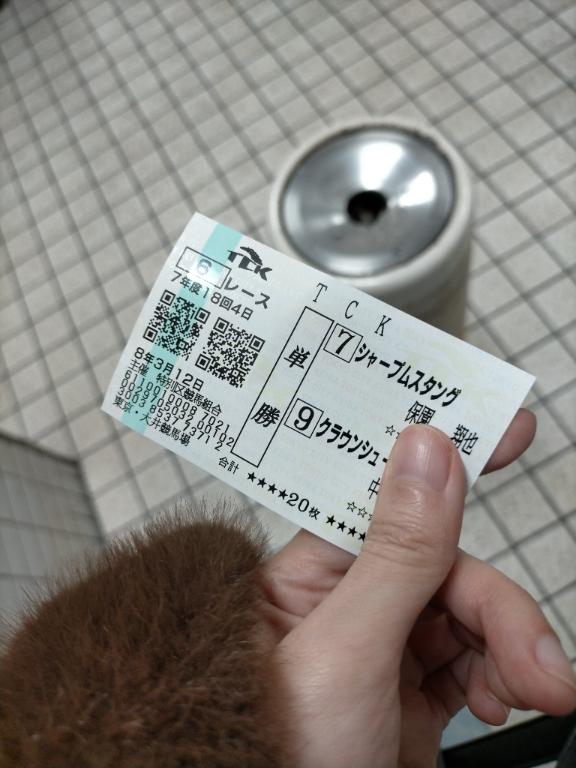 TCK
6レース
7年度18回4日
8年3月12日
主催 特別区競馬組合
東京・大井競馬場
TCK
単勝
7 シャープムスタング
保園 翔也
☆
9 クラウンシュー
中
☆☆☆
合計 ★★★★20枚 ★★★★